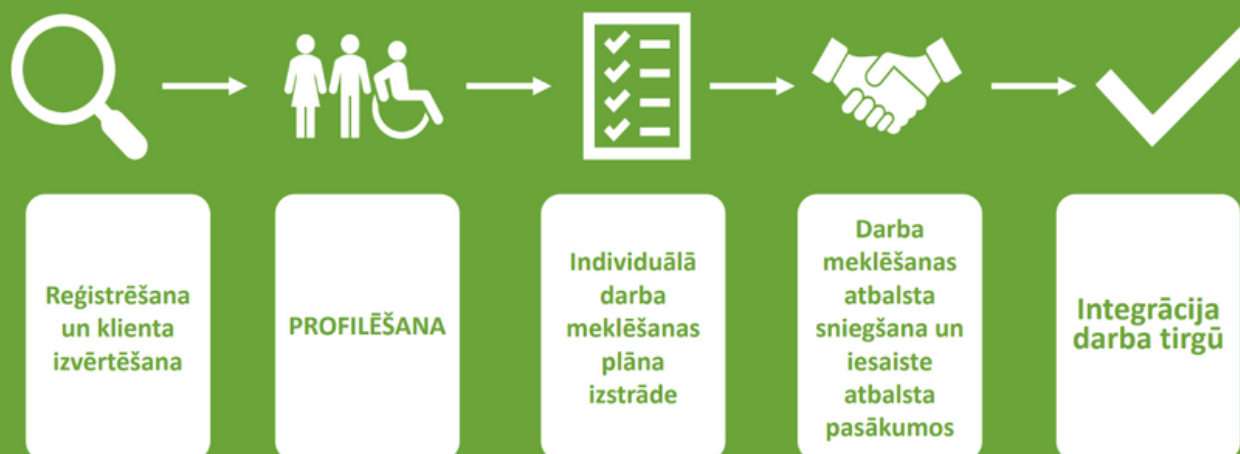 Reģistrēšana
un klienta
izvērtēšana
PROFILĒŠANA
Individuālā
darba
meklēšanas
plāna
izstrāde
Darba
meklēšanas
atbalsta
sniegšana un
iesaiste
atbalsta
pasākumos
Integrācija
darba tirgū